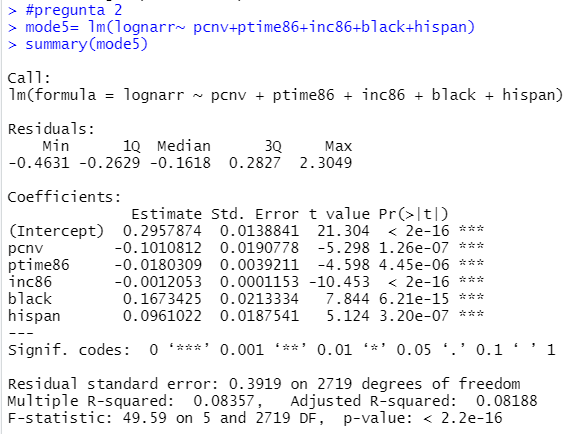 > #pregunta 2
> mode5= lm(lognarr~ pcnv+ptime86+inc86+black+hispan)
> summary(mode5)

Call:
lm(formula = lognarr ~ pcnv + ptime86 + inc86 + black + hispan)

Residuals:
    Min      1Q  Median      3Q     Max
-0.4631 -0.2629 -0.1618  0.2827  2.3049

Coefficients:
              Estimate Std. Error t value Pr(>|t|)
(Intercept)  0.2957874  0.0138841  21.304  < 2e-16 ***
pcnv        -0.1010812  0.0190778  -5.298 1.26e-07 ***
ptime86     -0.0180309  0.0039211  -4.598 4.45e-06 ***
inc86       -0.0012053  0.0001153 -10.453  < 2e-16 ***
black        0.1673425  0.0213334   7.844 6.21e-15 ***
hispan       0.0961022  0.0187541   5.124 3.20e-07 ***
---
Signif. codes:  0 ‘***’ 0.001 ‘**’ 0.01 ‘*’ 0.05 ‘.’ 0.1 ‘ ’ 1

Residual standard error: 0.3919 on 2719 degrees of freedom
Multiple R-squared:  0.08357,	Adjusted R-squared:  0.08188
F-statistic: 49.59 on 5 and 2719 DF,  p-value: < 2.2e-16